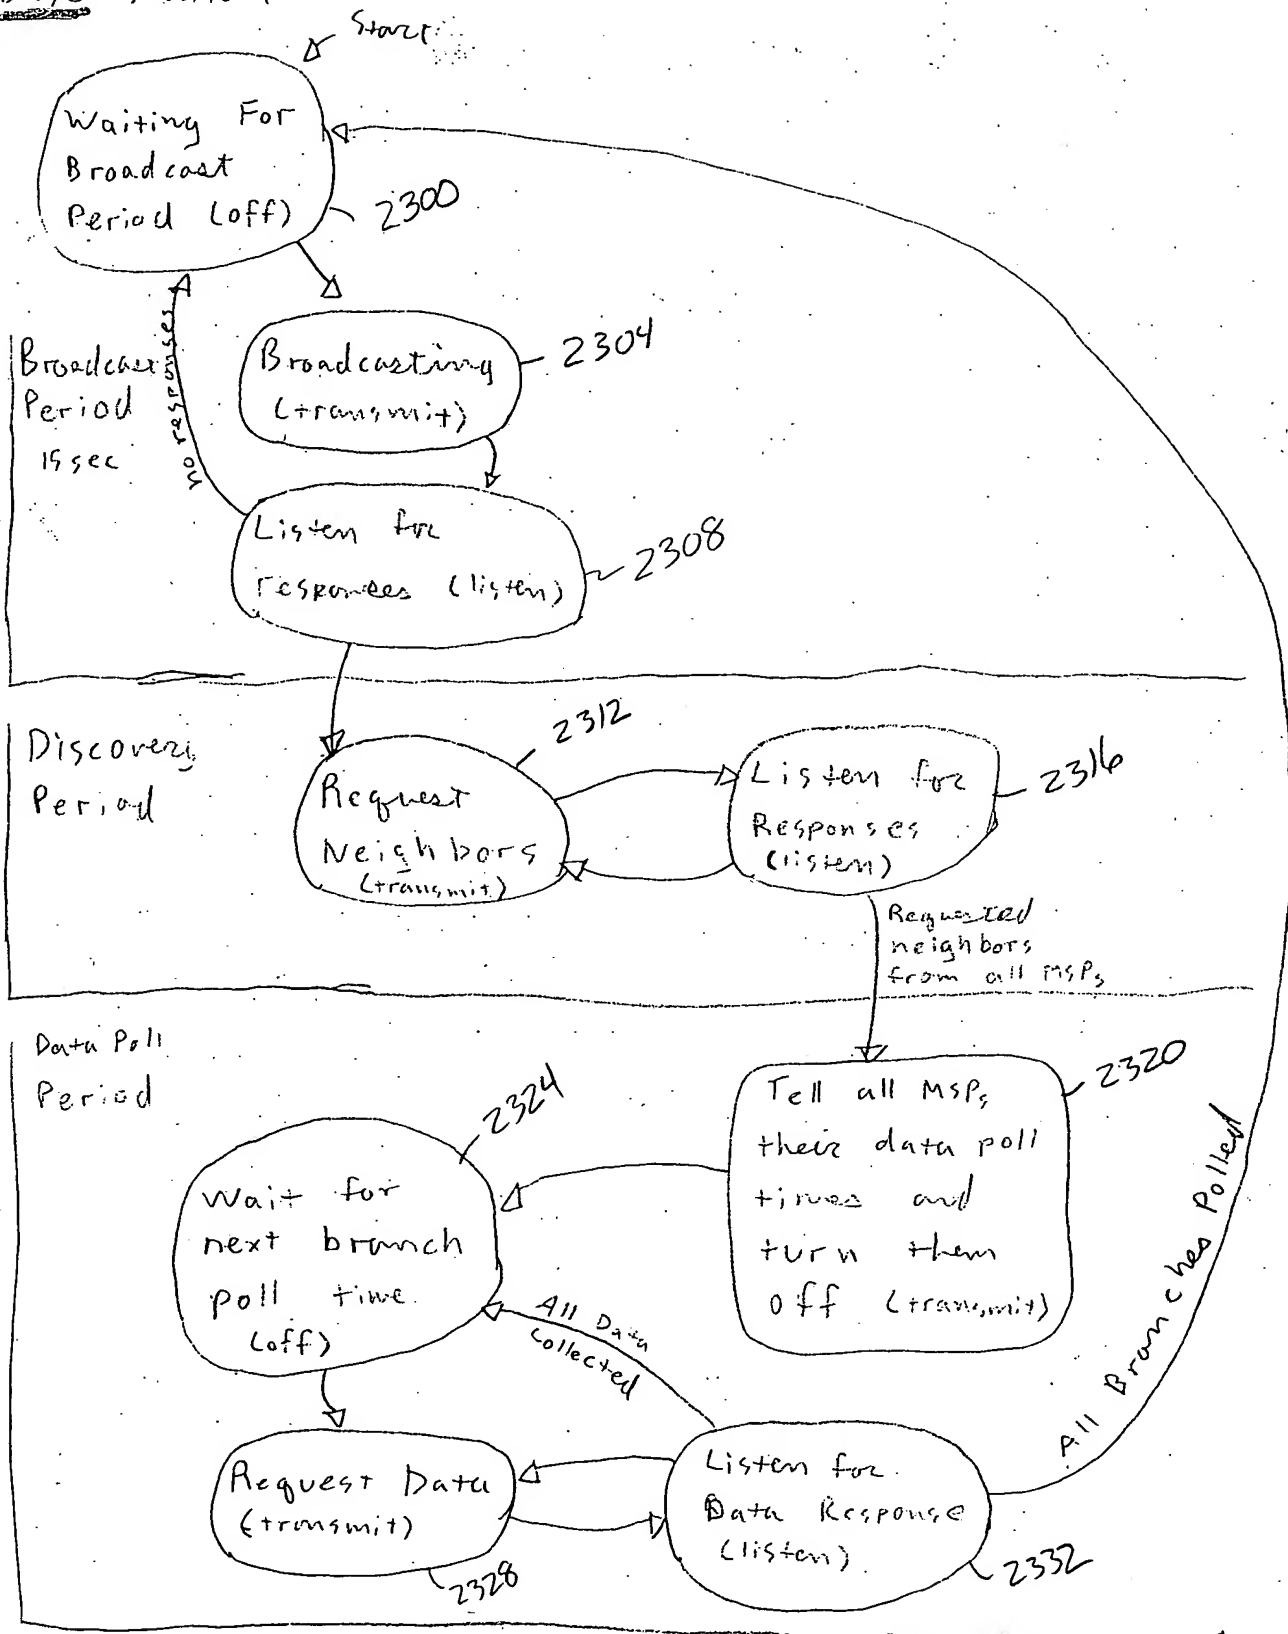 Start
Waiting For
Broadcast
Period (off)
2300
Broadcast
Period
15 sec
no responses
Broadcasting
(transmit)
2304
Listen for
responses (listen)
2308
Discovery
Period
2312
Request
Neighbors
(transmit)
Listen for
Responses
(listen)
2316
Requested
neighbors
from all MSPs
Data Poll
Period
2324
Wait for
next branch
poll time.
(off)
Tell all MSPs
their data poll
times and
turn them
off (transmit)
2320
All Data
Collected
All Branches Polled
Request Data
(transmit)
2328
Listen for
Data Response
(listen)
2332